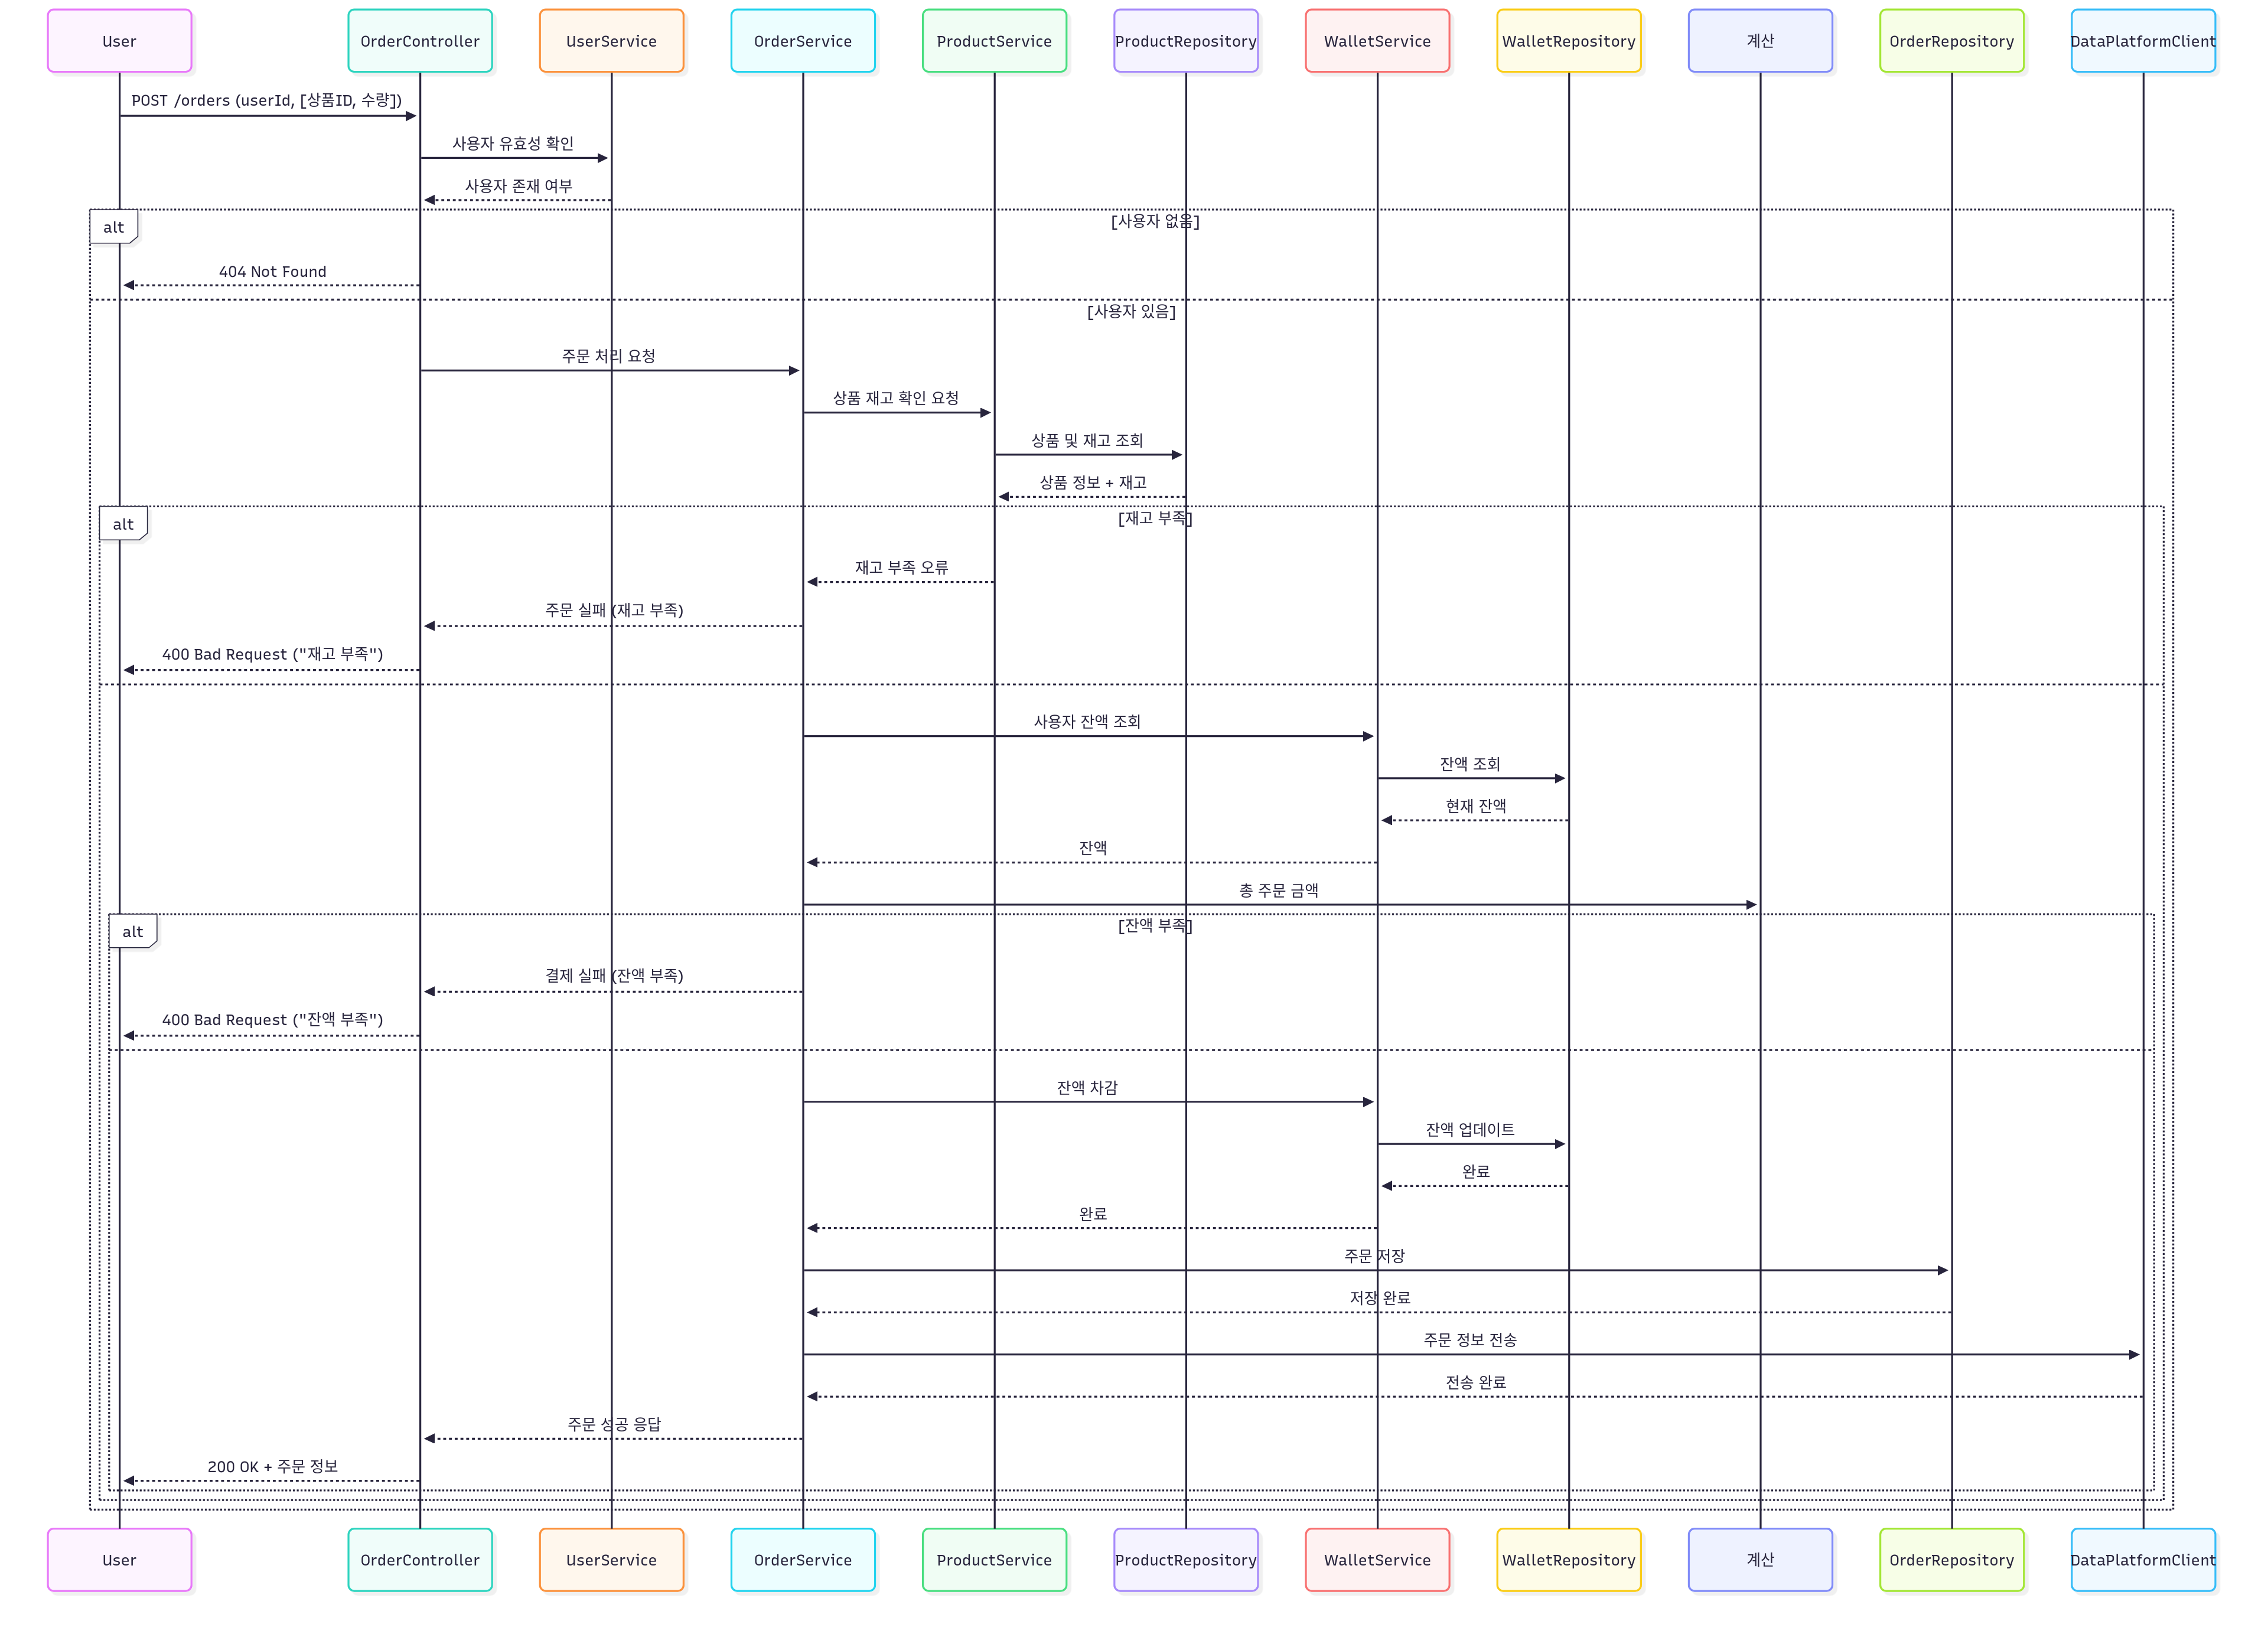 User
OrderController
UserService
OrderService
ProductService
ProductRepository
WalletService
WalletRepository
계산
OrderRepository
DataPlatformClient
POST /orders (userId, [상품ID, 수량])
사용자 유효성 확인
사용자 존재 여부
alt
[사용자 없음]
404 Not Found
[사용자 있음]
주문 처리 요청
상품 재고 확인 요청
상품 및 재고 조회
상품 정보 + 재고
alt
[재고 부족]
재고 부족 오류
주문 실패 (재고 부족)
400 Bad Request ("재고 부족")
사용자 잔액 조회
잔액 조회
현재 잔액
잔액
총 주문 금액
alt
[잔액 부족]
결제 실패 (잔액 부족)
400 Bad Request ("잔액 부족")
잔액 차감
잔액 업데이트
완료
완료
주문 저장
저장 완료
주문 정보 전송
전송 완료
주문 성공 응답
200 OK + 주문 정보
User
OrderController
UserService
OrderService
ProductService
ProductRepository
WalletService
WalletRepository
계산
OrderRepository
DataPlatformClient